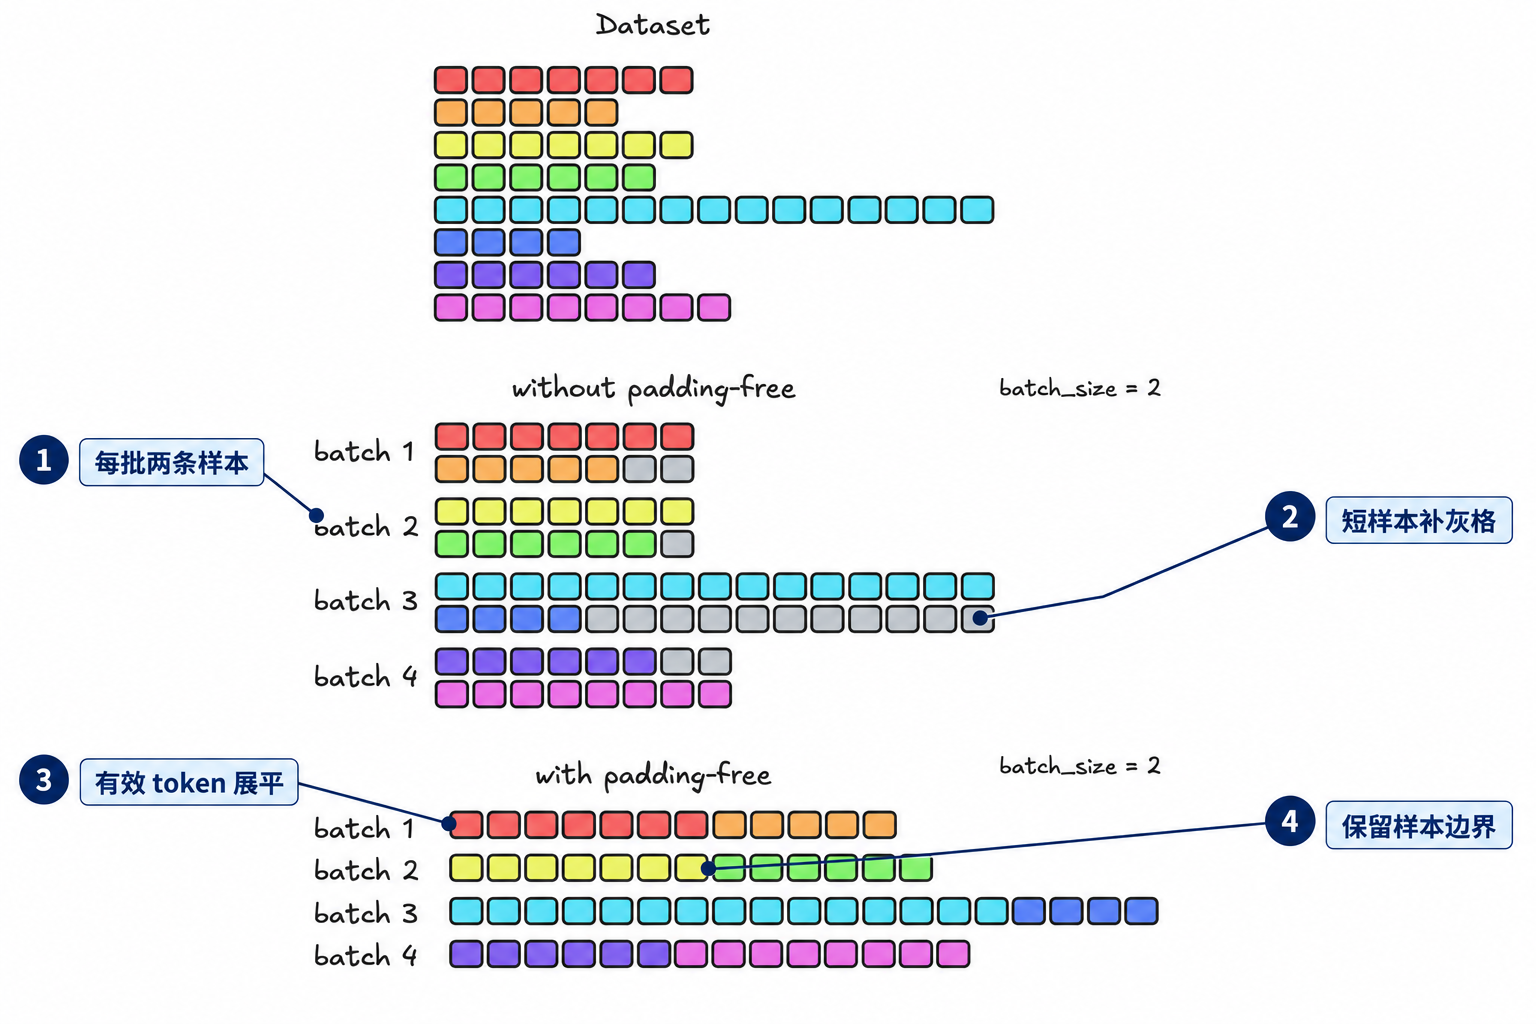 Dataset
without padding-free
batch_size = 2
batch 1
1
每批两条样本
batch 2
2
短样本补灰格
batch 3
batch 4
3
有效 token 展平
with padding-free
batch_size = 2
batch 1
4
保留样本边界
batch 2
batch 3
batch 4